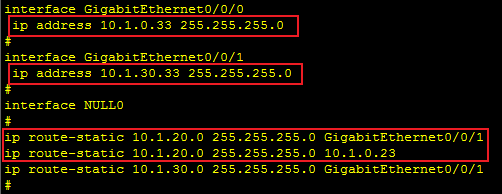 interface GigabitEthernet0/0/0
ip address 10.1.0.33 255.255.255.0
#
interface GigabitEthernet0/0/1
ip address 10.1.30.33 255.255.255.0
#
interface NULL0
#
ip route-static 10.1.20.0 255.255.255.0 GigabitEthernet0/0/1
ip route-static 10.1.20.0 255.255.255.0 10.1.0.23
ip route-static 10.1.30.0 255.255.255.0 GigabitEthernet0/0/1
#